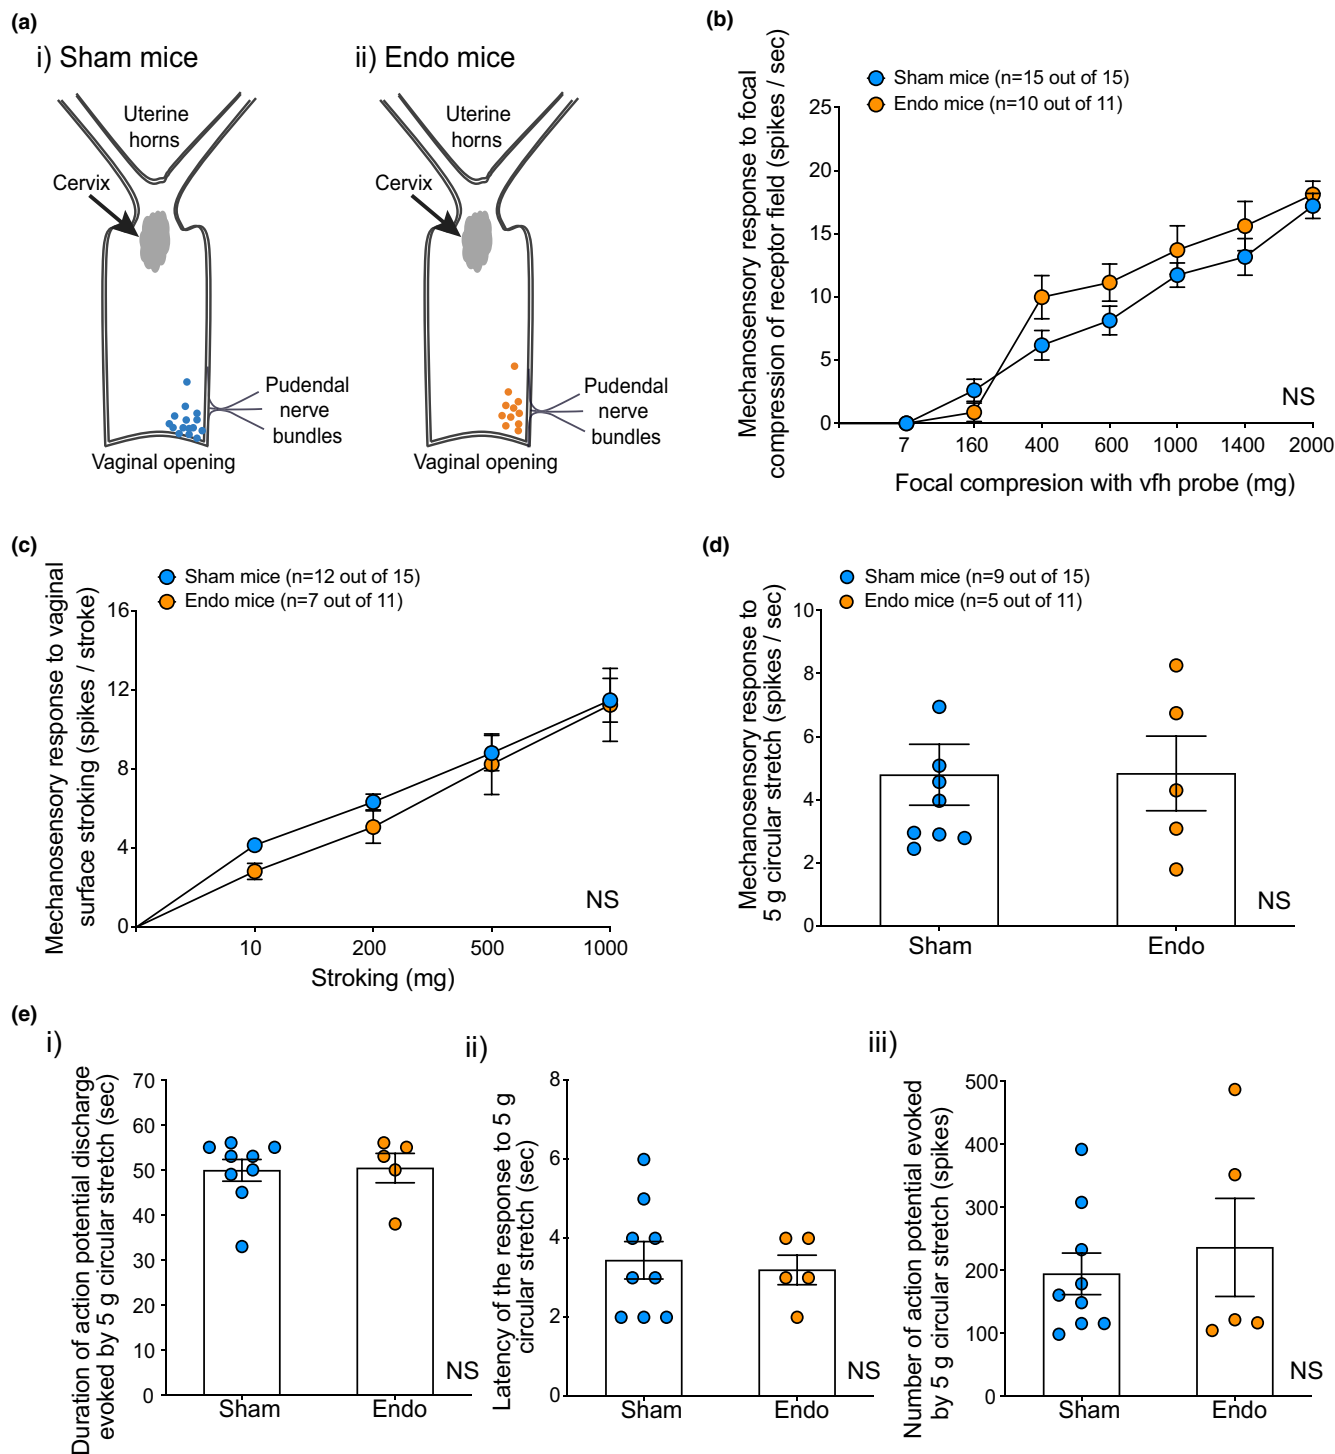 (a)
i) Sham mice
ii) Endo mice
Uterine
horns
Cervix
Pudendal
nerve
bundles
Vaginal opening
Uterine
horns
Cervix
Pudendal
nerve
bundles
Vaginal opening
(b)
Sham mice (n=15 out of 15)
Endo mice (n=10 out of 11)
Mechanosensory response to focal
compression of receptor field (spikes / sec)
25
20
15
10
5
0
7 160 400 600 1000 1400 2000
NS
Focal compresion with vfh probe (mg)
(c)
Sham mice (n=12 out of 15)
Endo mice (n=7 out of 11)
Mechanosensory response to vaginal
surface stroking (spikes / stroke)
16
12
8
4
0
10 200 500 1000
NS
Stroking (mg)
(d)
Sham mice (n=9 out of 15)
Endo mice (n=5 out of 11)
Mechanosensory response to
5 g circular stretch (spikes / sec)
10
8
6
4
2
0
Sham Endo
NS
(e)
i)
Duration of action potential discharge
evoked by 5 g circular stretch (sec)
70
60
50
40
30
20
10
0
Sham Endo
NS
ii)
Latency of the response to 5 g
circular stretch (sec)
8
6
4
2
0
Sham Endo
NS
iii)
Number of action potential evoked
by 5 g circular stretch (spikes)
500
400
300
200
100
0
Sham Endo
NS